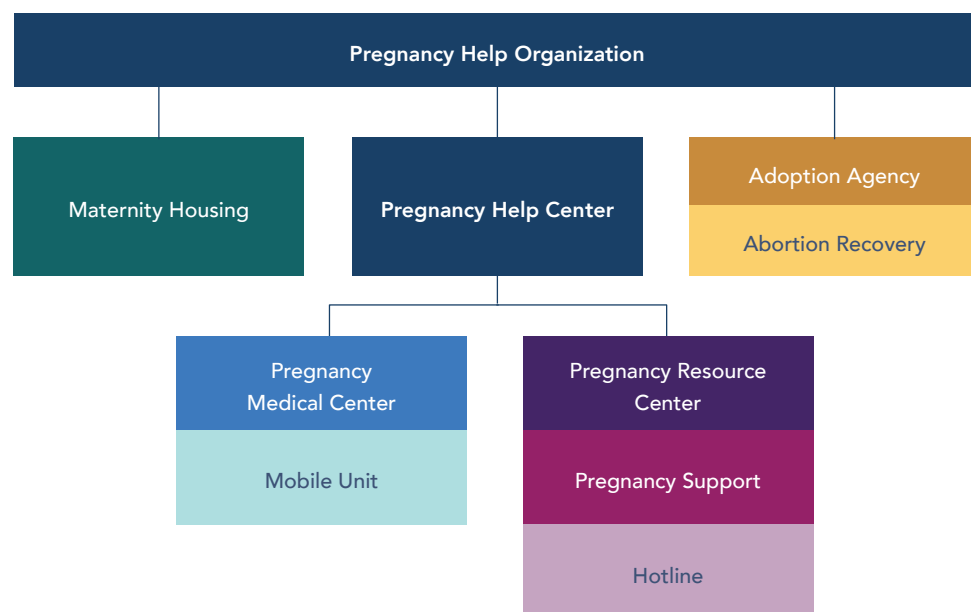 Pregnancy Help Organization
Maternity Housing
Pregnancy Help Center
Adoption Agency
Abortion Recovery
Pregnancy
Medical Center
Mobile Unit
Pregnancy Resource
Center
Pregnancy Support
Hotline